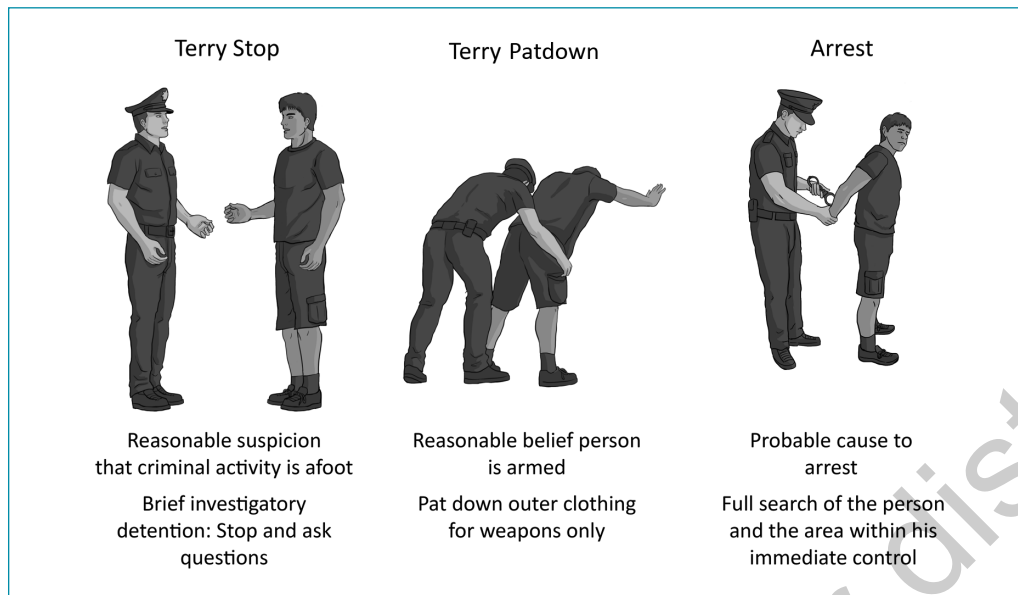 Terry Stop
Terry Patdown
Arrest
Reasonable suspicion
that criminal activity is afoot
Brief investigatory
detention: Stop and ask
questions
Reasonable belief person
is armed
Pat down outer clothing
for weapons only
Probable cause to
arrest
Full search of the person
and the area within his
immediate control
dist